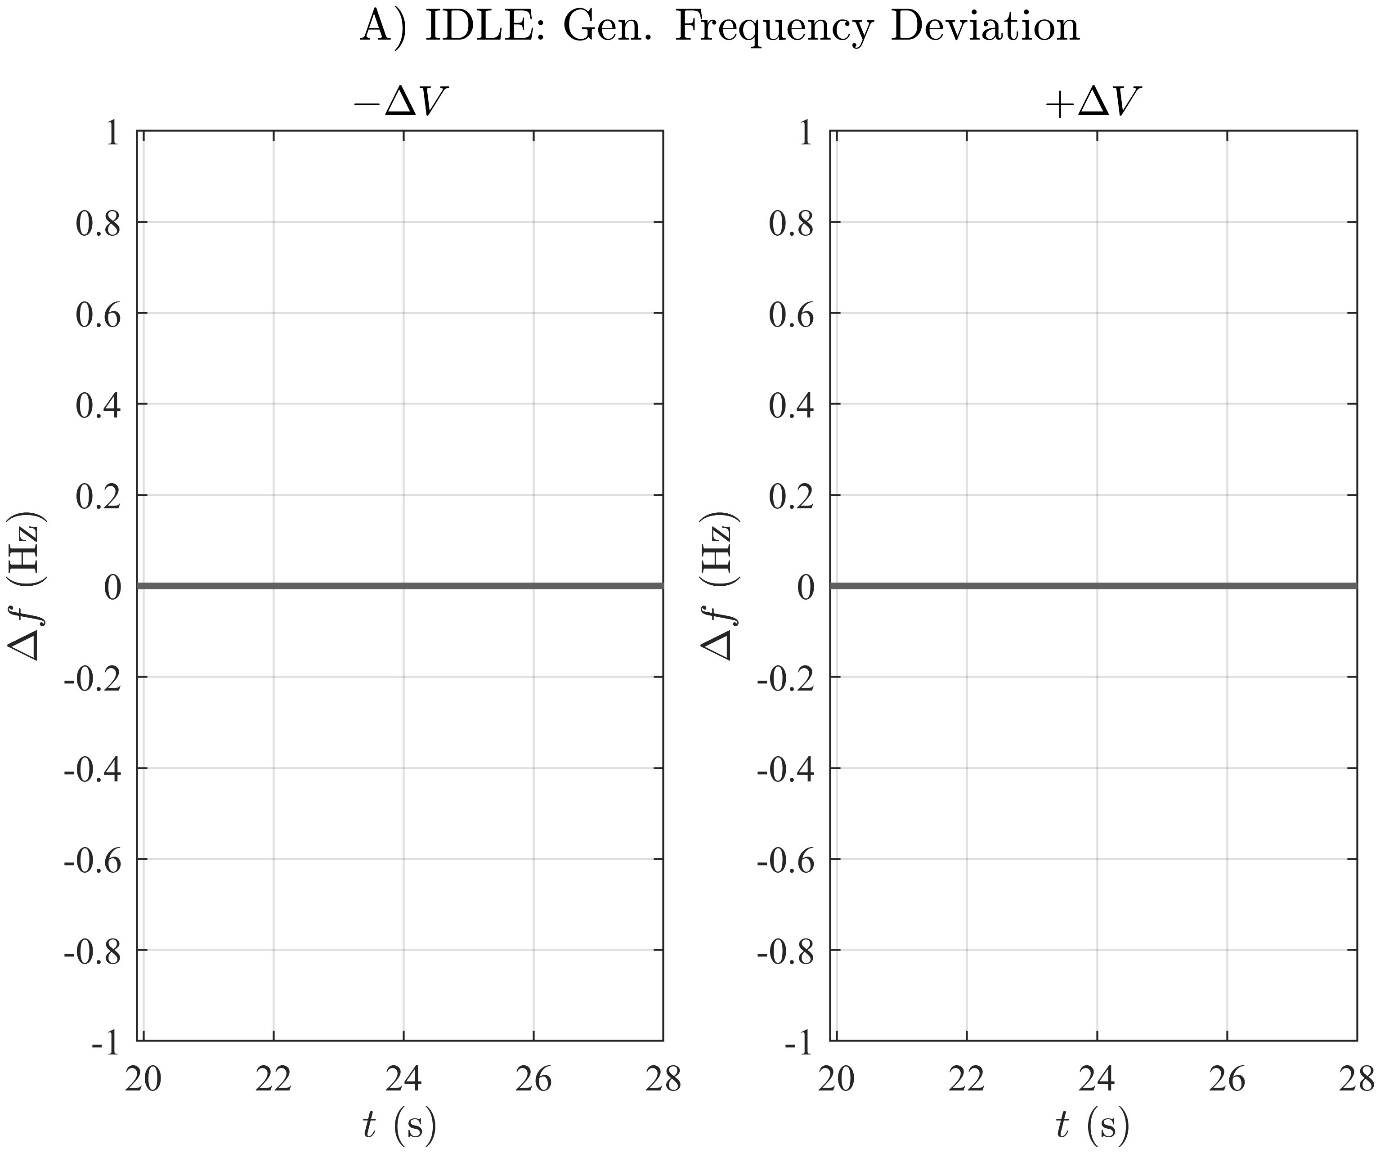 A) IDLE: Gen. Frequency Deviation
−ΔV
1
0.8
0.6
0.4
0.2
0
-0.2
-0.4
-0.6
-0.8
-1
Δf (Hz)
20 22 24 26 28
t (s)
+ΔV
1
0.8
0.6
0.4
0.2
0
-0.2
-0.4
-0.6
-0.8
-1
Δf (Hz)
20 22 24 26 28
t (s)